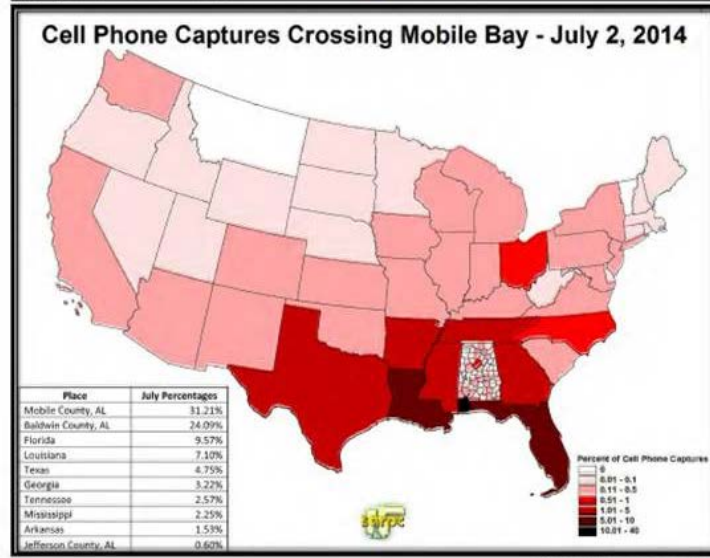 Cell Phone Captures Crossing Mobile Bay - July 2, 2014
Place July Percentages
Mobile County, AL 31.21%
Baldwin County, AL 24.09%
Florida 9.57%
Louisiana 7.10%
Texas 4.75%
Georgia 3.22%
Tennessee 2.57%
Mississippi 2.25%
Arkansas 1.53%
Jefferson County, AL 0.60%
Percent of Cell Phone Captures
0
0.01 - 0.1
0.11 - 0.5
0.51 - 1
1.01 - 5
5.01 - 10
10.01 - 40
sarpc